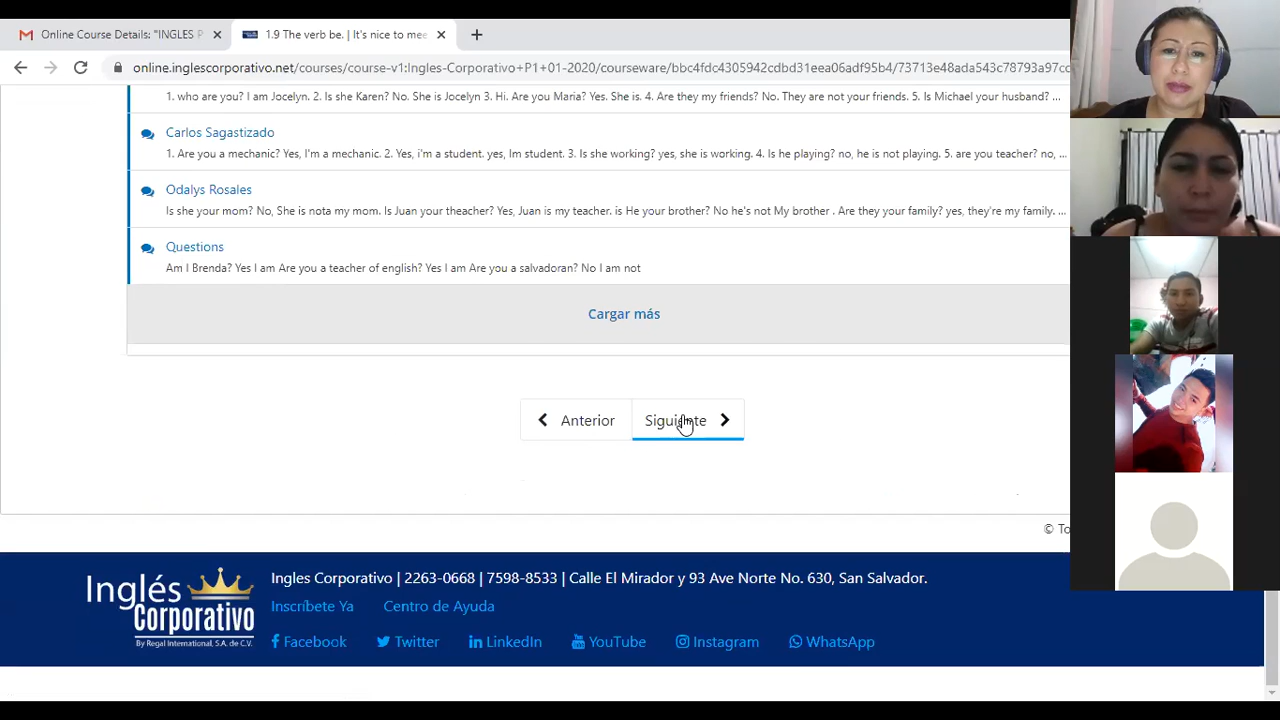 Online Course Details: "INGLES P
1.9 The verb be. | It's nice to mee
online.inglescorporativo.net/courses/course-v1:Ingles-Corporativo+P1+01-2020/courseware/bbc4fdc4305942cdbd31eea06adf95b4/73713e48ada543c78793a97cc
1. who are you? I am Jocelyn. 2. Is she Karen? No. She is Jocelyn 3. Hi. Are you Maria? Yes. She is. 4. Are they my friends? No. They are not your friends. 5. Is Michael your husband? ...
Carlos Sagastizado
1. Are you a mechanic? Yes, I'm a mechanic. 2. Yes, i'm a student. yes, Im student. 3. Is she working? yes, she is working. 4. Is he playing? no, he is not playing. 5. are you teacher? no, ...
Odalys Rosales
Is she your mom? No, She is nota my mom. Is Juan your theacher? Yes, Juan is my teacher. is He your brother? No he's not My brother . Are they your family? yes, they're my family. ...
Questions
Am I Brenda? Yes I am Are you a teacher of english? Yes I am Are you a salvadoran? No I am not
Cargar más
Anterior
Siguiente
© To
Inglés Corporativo
By Regal International, S.A. de C.V.
Ingles Corporativo | 2263-0668 | 7598-8533 | Calle El Mirador y 93 Ave Norte No. 630, San Salvador.
Inscríbete Ya
Centro de Ayuda
Facebook
Twitter
LinkedIn
YouTube
Instagram
WhatsApp